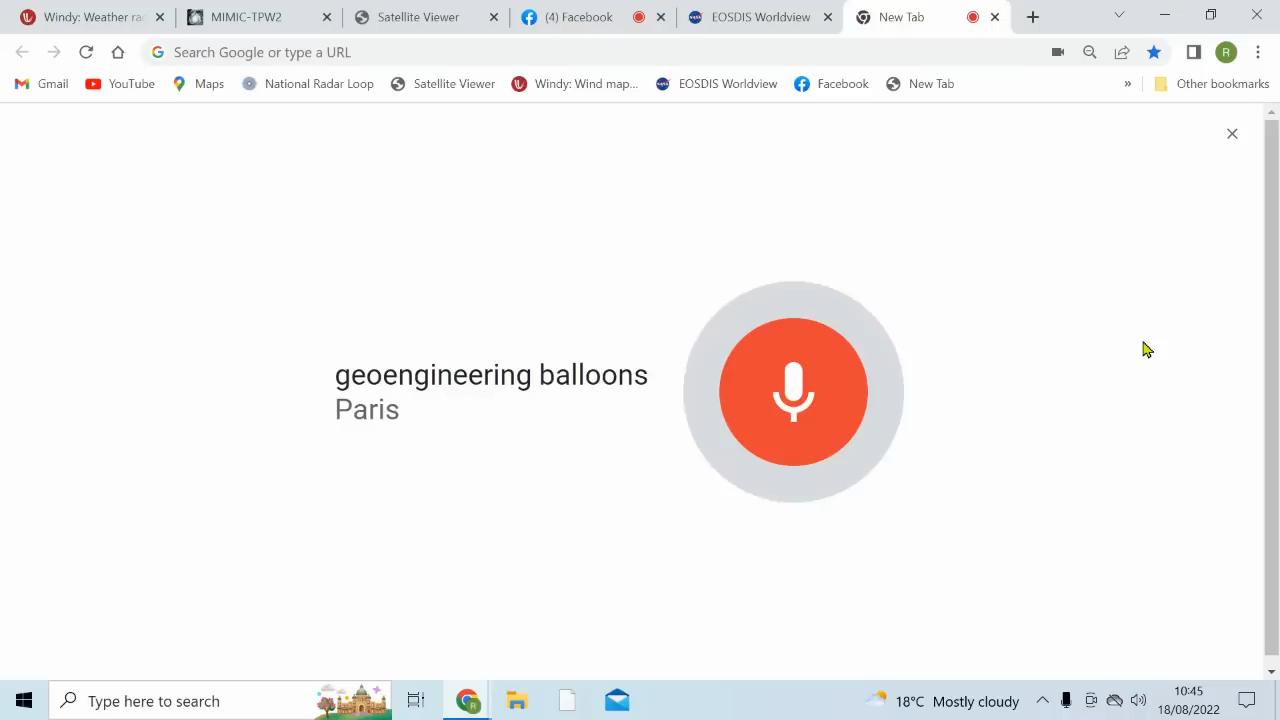 Windy: Weather ra
MIMIC-TPW2
Satellite Viewer
(4) Facebook
EOSDIS Worldview
New Tab
Search Google or type a URL
R
Gmail
YouTube
Maps
National Radar Loop
Satellite Viewer
Windy: Wind map...
EOSDIS Worldview
Facebook
New Tab
»
Other bookmarks
geoengineering balloons
Paris
Type here to search
18°C Mostly cloudy
10:45
18/08/2022